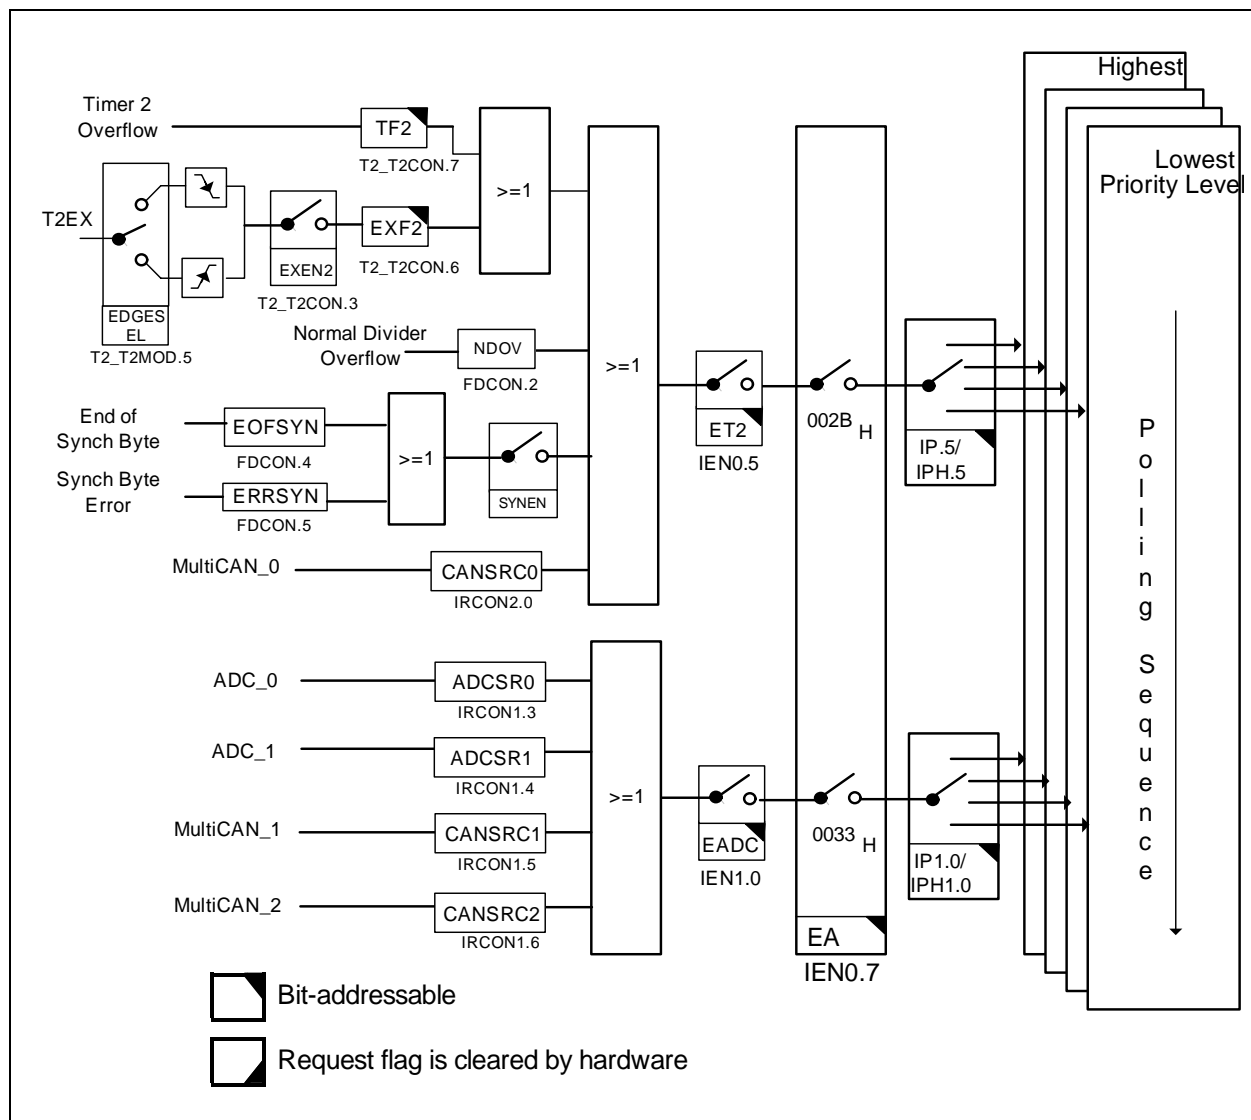 Highest
Lowest
Priority Level
Timer 2
Overflow
TF2
T2_T2CON.7
>=1
T2EX
EDGES
EL
T2_T2MOD.5
EXEN2
T2_T2CON.3
EXF2
T2_T2CON.6
Normal Divider
Overflow
NDOV
FDCON.2
>=1
End of
Synch Byte
EOFSYN
FDCON.4
Synch Byte
Error
ERRSYN
FDCON.5
>=1
SYNEN
MultiCAN_0
CANSRC0
IRCON2.0
ET2
IEN0.5
002B H
IP.5/
IPH.5
ADC_0
ADCSR0
IRCON1.3
ADC_1
ADCSR1
IRCON1.4
MultiCAN_1
CANSRC1
IRCON1.5
MultiCAN_2
CANSRC2
IRCON1.6
>=1
EADC
IEN1.0
0033 H
EA
IEN0.7
IP1.0/
IPH1.0
Polling Sequence
Bit-addressable
Request flag is cleared by hardware